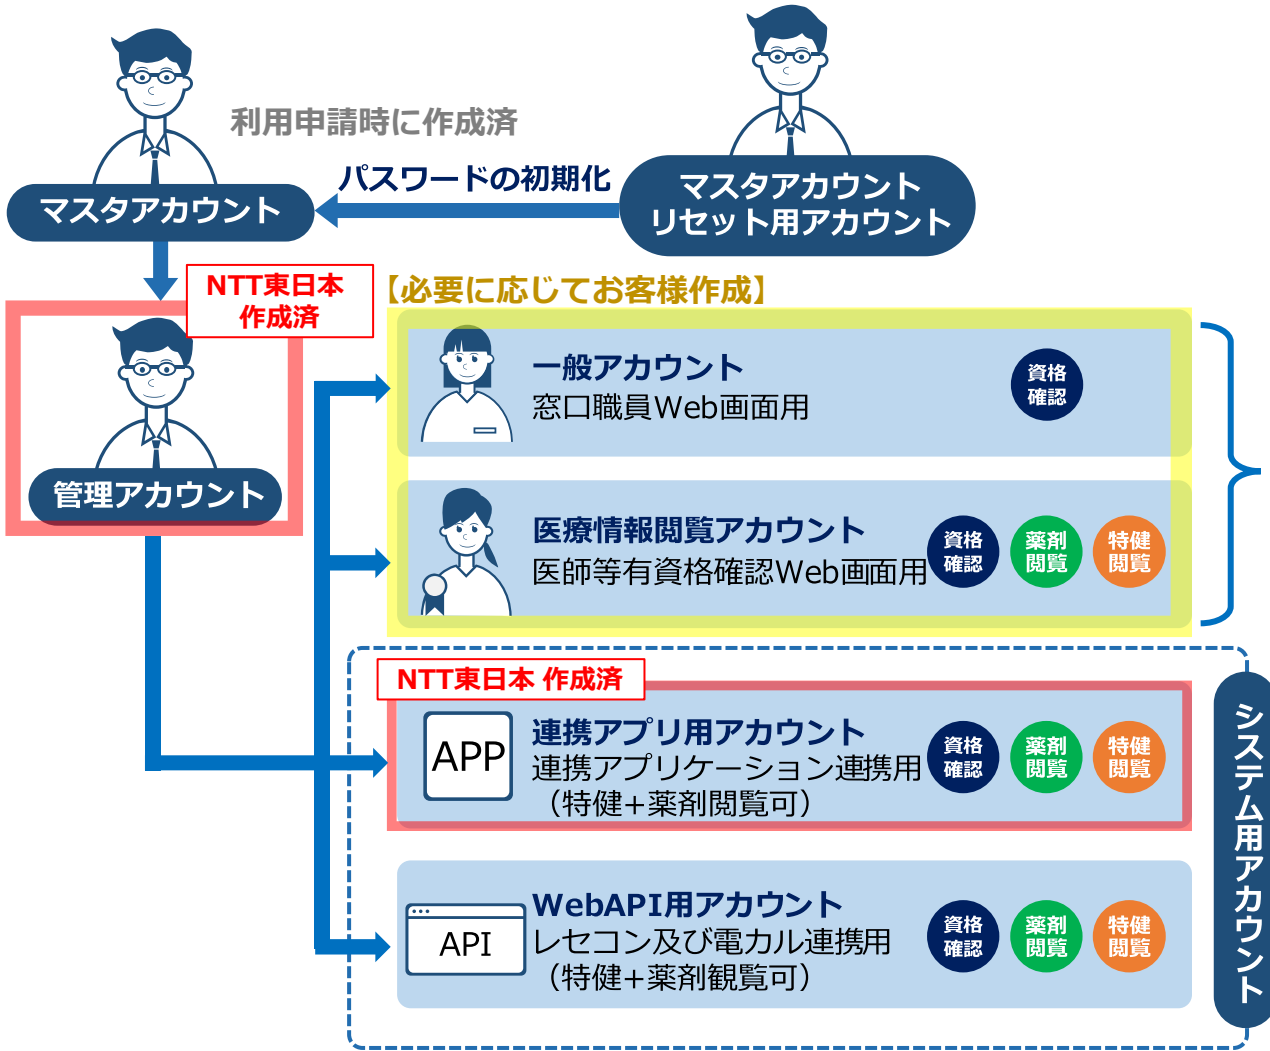 利用申請時に作成済
マスタアカウント
パスワードの初期化
マスタアカウント
リセット用アカウント
NTT東日本
作成済
管理アカウント
【必要に応じてお客様作成】
一般アカウント
窓口職員Web画面用
資格
確認
医療情報閲覧アカウント
医師等有資格確認Web画面用
資格
確認
薬剤
閲覧
特健
閲覧
NTT東日本 作成済
APP
連携アプリ用アカウント
連携アプリケーション連携用
（特健+薬剤閲覧可）
資格
確認
薬剤
閲覧
特健
閲覧
API
WebAPI用アカウント
レセコン及び電カル連携用
（特健+薬剤観覧可）
資格
確認
薬剤
閲覧
特健
閲覧
システム用アカウント